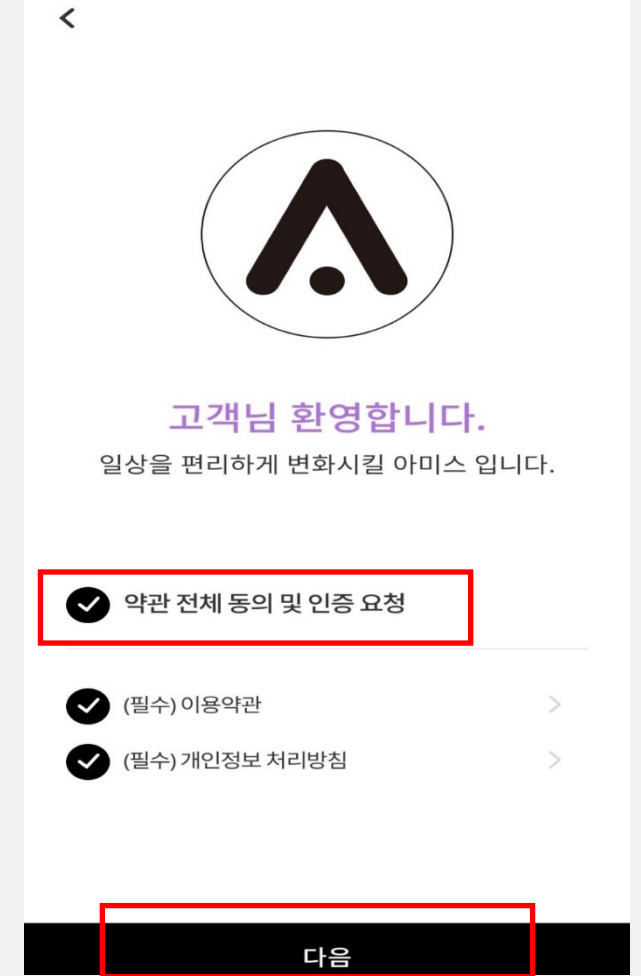 고객님 환영합니다.
일상을 편리하게 변화시킬 아미스 입니다.
약관 전체 동의 및 인증 요청
(필수) 이용약관
(필수) 개인정보 처리방침
다음